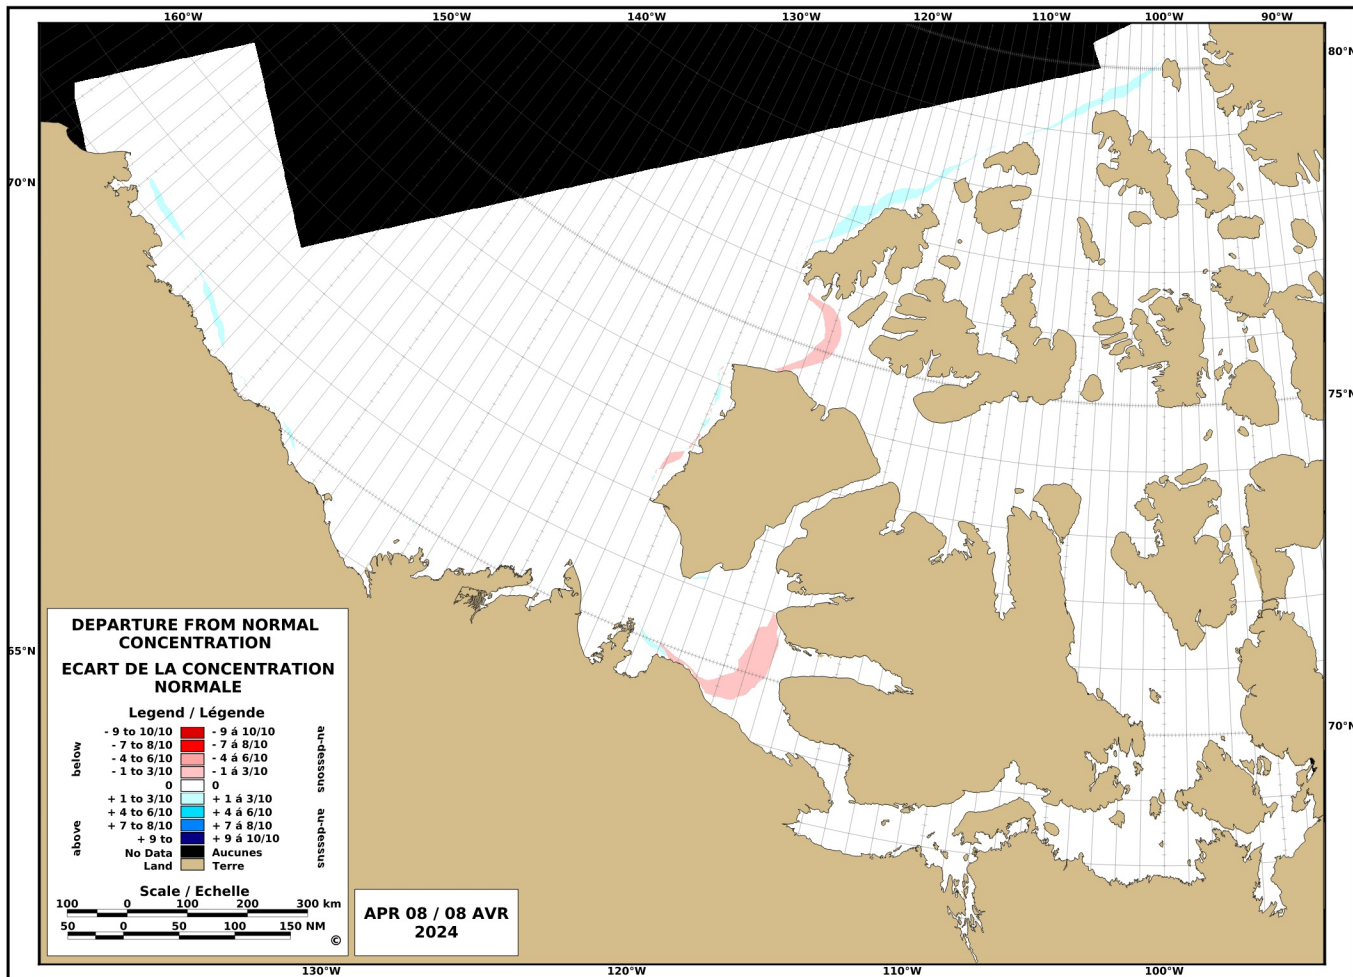 160°W 150°W 140°W 130°W 120°W 110°W 100°W 90°W
80°N
70°N
75°N
65°N
70°N
DEPARTURE FROM NORMAL
CONCENTRATION
ECART DE LA CONCENTRATION
NORMALE
Legend / Légende
below
au-dessous
- 9 to 10/10 - 9 á 10/10
- 7 to 8/10 - 7 á 8/10
- 4 to 6/10 - 4 á 6/10
- 1 to 3/10 - 1 á 3/10
0 0
above
au-dessus
+ 1 to 3/10 + 1 á 3/10
+ 4 to 6/10 + 4 á 6/10
+ 7 to 8/10 + 7 á 8/10
+ 9 to + 9 á 10/10
No Data Aucunes
Land Terre
Scale / Echelle
100 0 100 200 300 km
50 0 50 100 150 NM
©
APR 08 / 08 AVR
2024
130°W 120°W 110°W 100°W